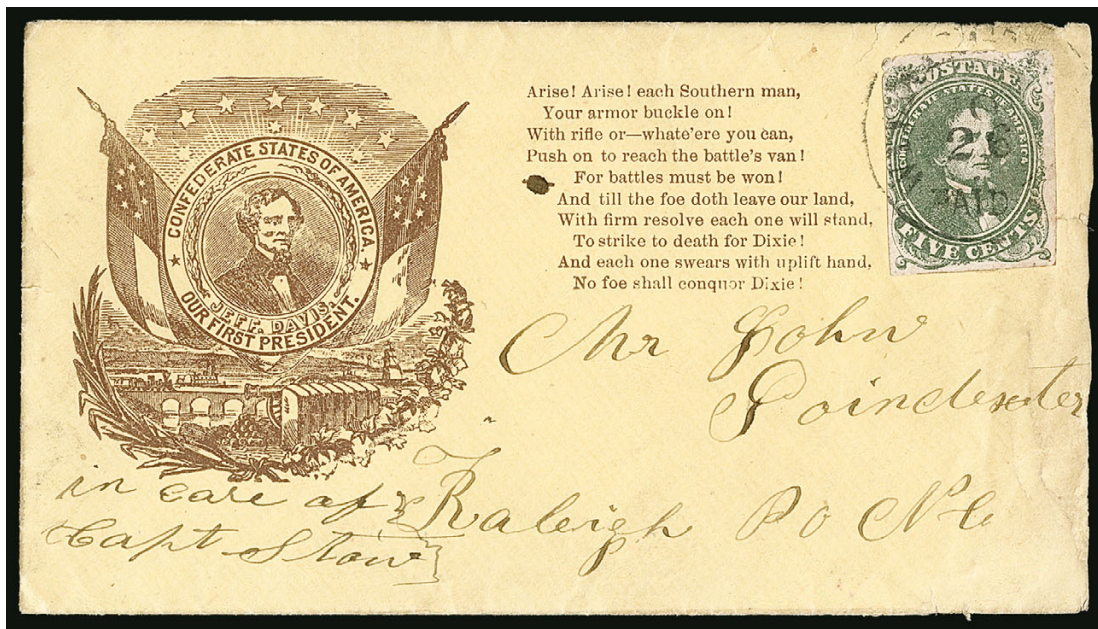 CONFEDERATE STATES OF AMERICA.
JEFF. DAVIS.
OUR FIRST PRESIDENT.
Arise! Arise! each Southern man,
Your armor buckle on!
With rifle or—whate'ere you can,
Push on to reach the battle's van!
For battles must be won!
And till the foe doth leave our land,
With firm resolve each one will stand,
To strike to death for Dixie!
And each one swears with uplift hand,
No foe shall conquor Dixie!
POSTAGE
CONFEDERATE STATES OF AMERICA
FIVE CENTS
PAID
Mr John
Poindexter
Raleigh Po N.C.
in care of
Capt Stow